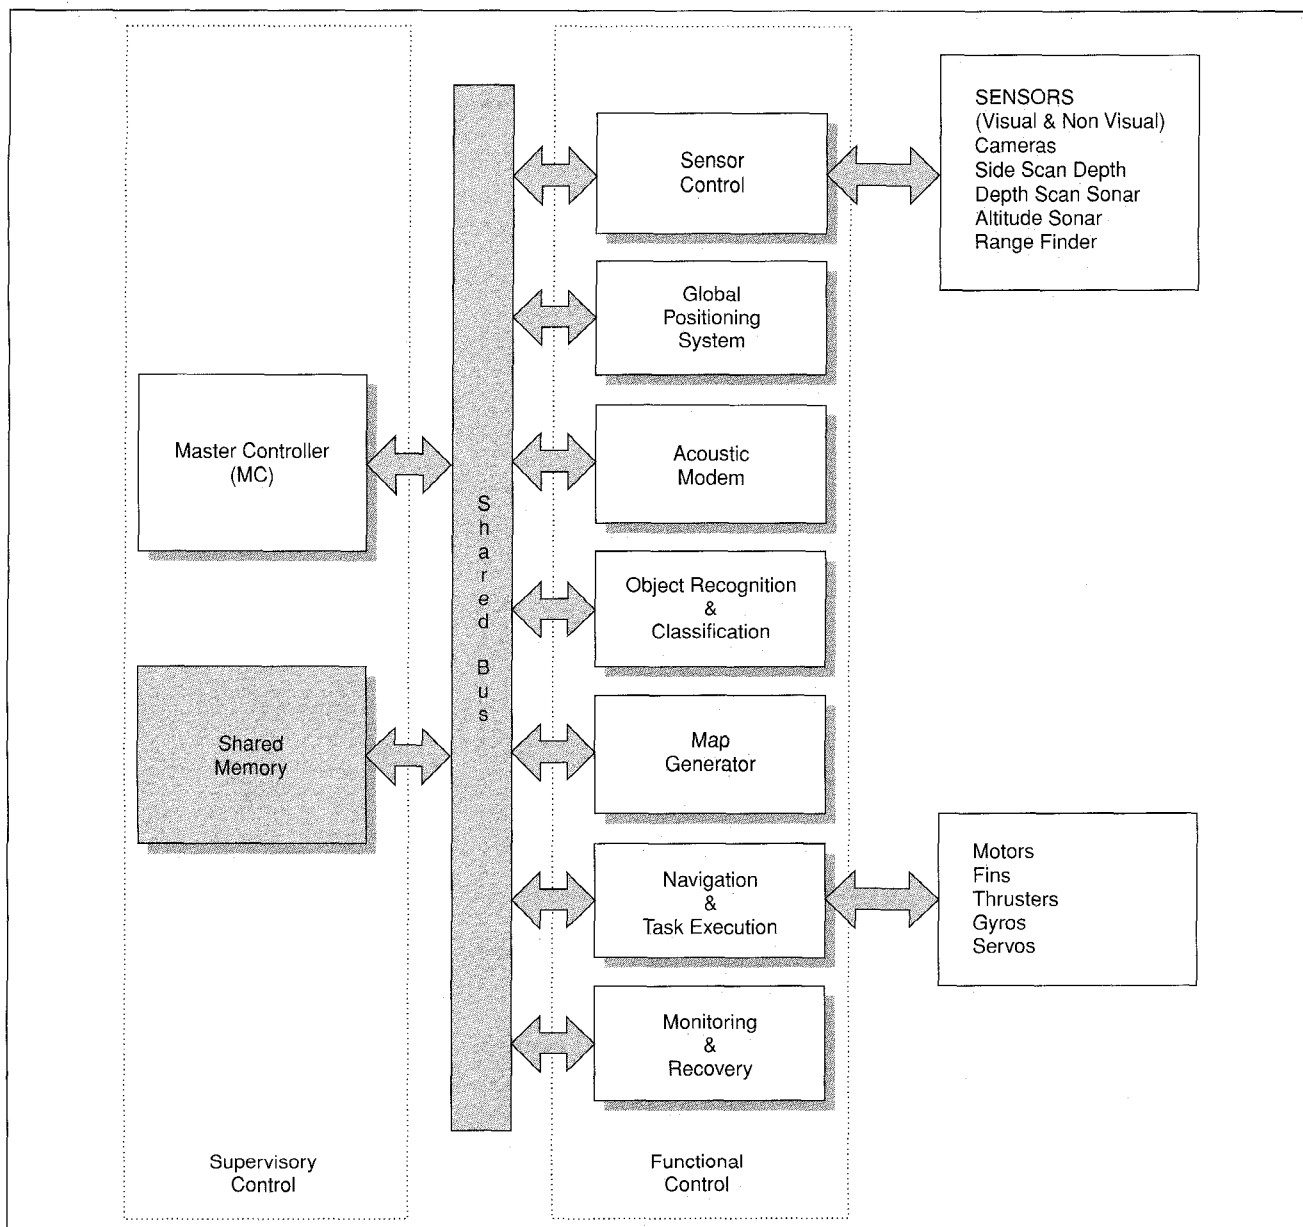 SENSORS
(Visual & Non Visual)
Cameras
Side Scan Depth
Depth Scan Sonar
Altitude Sonar
Range Finder
Sensor
Control
Global
Positioning
System
Master Controller
(MC)
Acoustic
Modem
Shared Bus
Object Recognition
&
Classification
Shared
Memory
Map
Generator
Navigation
&
Task Execution
Motors
Fins
Thrusters
Gyros
Servos
Monitoring
&
Recovery
Supervisory
Control
Functional
Control